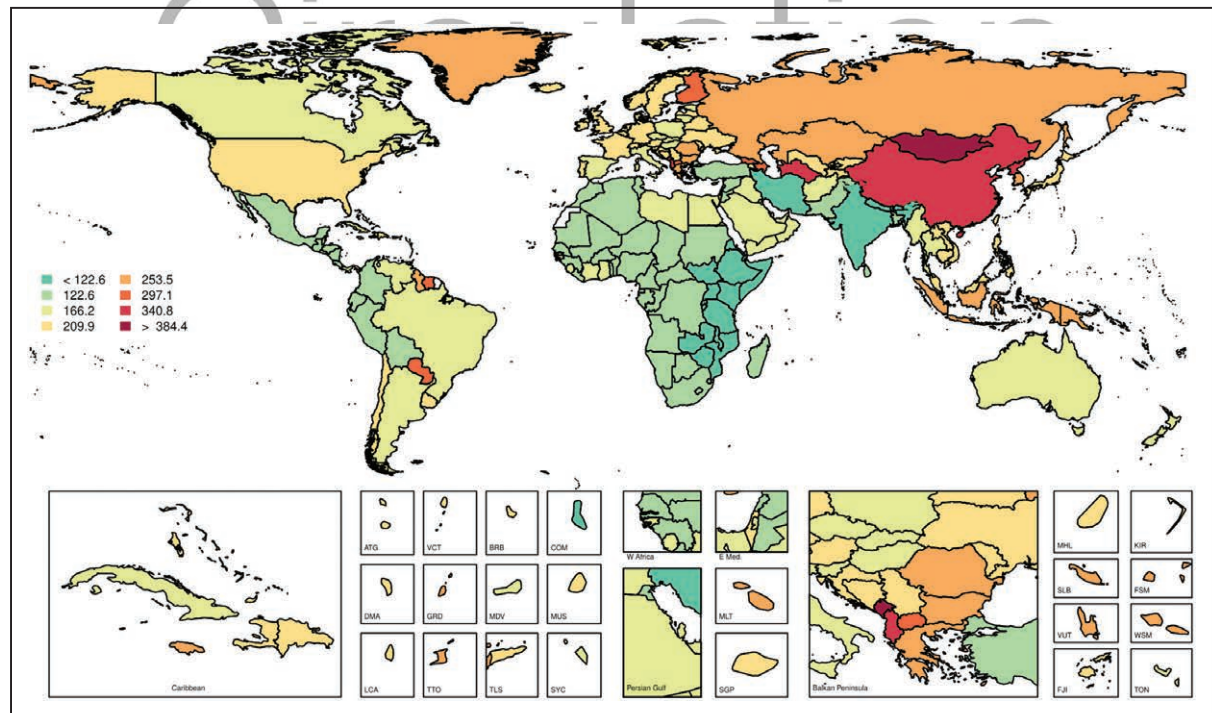 Circulation
< 122.6
122.6
166.2
209.9
253.5
297.1
340.8
> 384.4
ATG
VCT
BRB
COM
DMA
GRD
MDV
MUS
LCA
TTO
TLS
SYC
Caribbean
W Africa
E Med.
Persian Gulf
MLT
SGP
Balkan Peninsula
MHL
KIR
SLB
FSM
VUT
WSM
FJI
TON